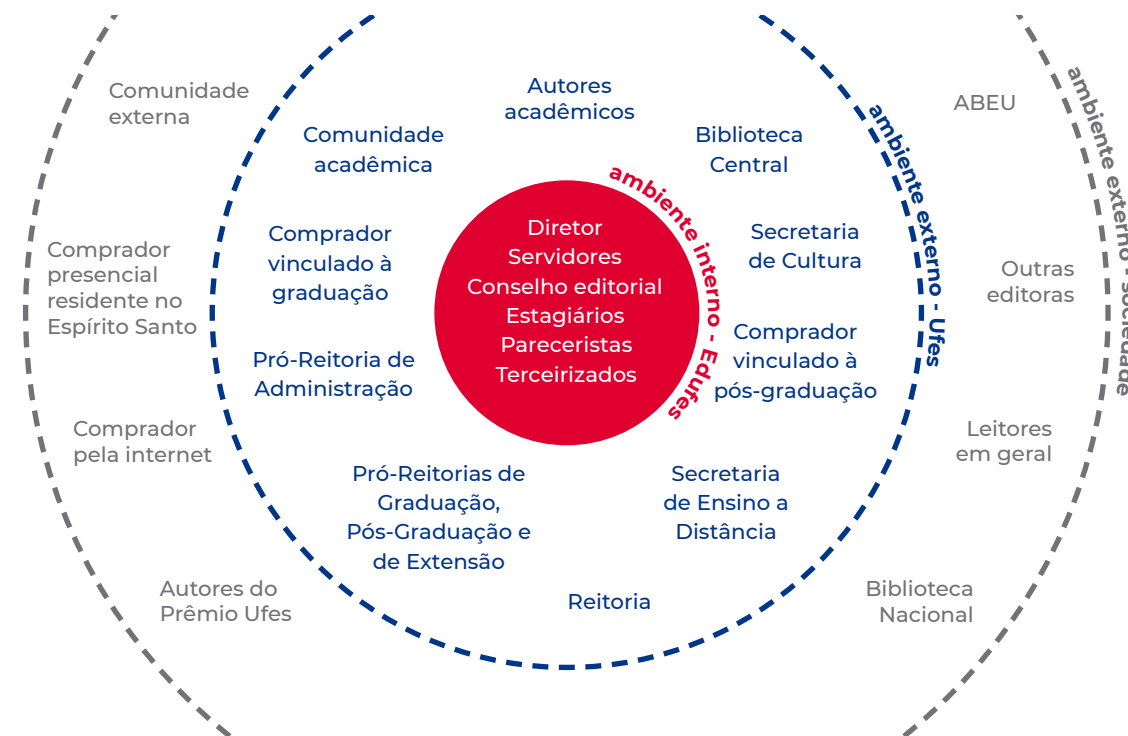 Comunidade
externa
Comprador
presencial
residente no
Espírito Santo
Comprador
pela internet
Autores do
Prêmio Ufes
Comunidade
acadêmica
Autores
acadêmicos
Biblioteca
Central
Comprador
vinculado à
graduação
Secretaria
de Cultura
Pró-Reitoria de
Administração
Comprador
vinculado à
pós-graduação
Pró-Reitorias de
Graduação,
Pós-Graduação e
de Extensão
Secretaria
de Ensino a
Distância
Reitoria
Diretor
Servidores
Conselho editorial
Estagiários
Pareceristas
Terceirizados
ambiente interno - Edufes
ambiente externo - Ufes
ABEU
Outras
editoras
Leitores
em geral
Biblioteca
Nacional
ambiente externo - sociedade